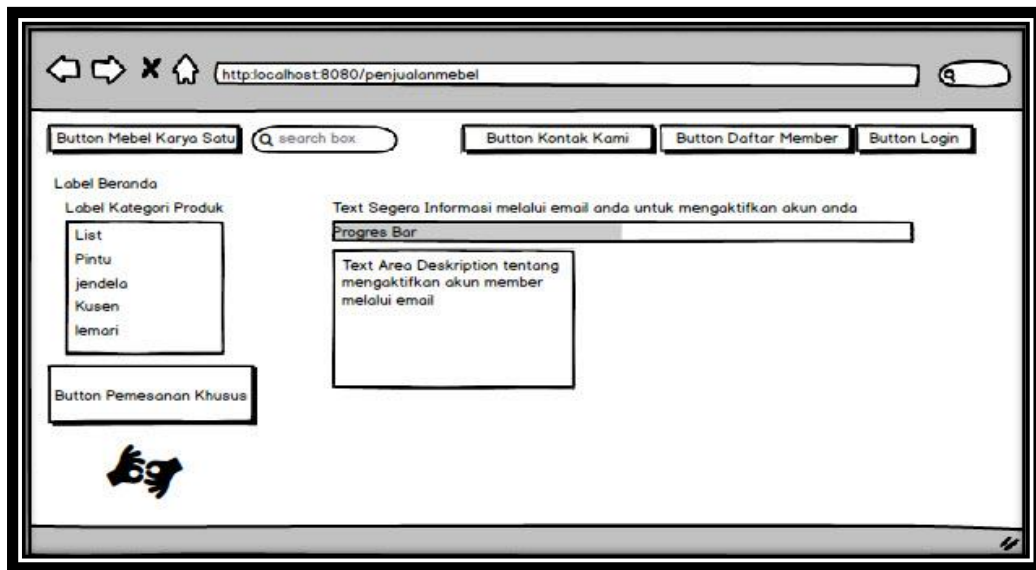 http:localhost:8080/penjualanmebel
Button Mebel Karya Satu
search box
Button Kontak Kami
Button Daftar Member
Button Login
Label Beranda
Label Kategori Produk
List
Pintu
jendela
Kusen
lemari
Button Pemesanan Khusus
Text Segera Informasi melalui email anda untuk mengaktifkan akun anda
Progres Bar
Text Area Deskription tentang
mengaktifkan akun member
melalui email